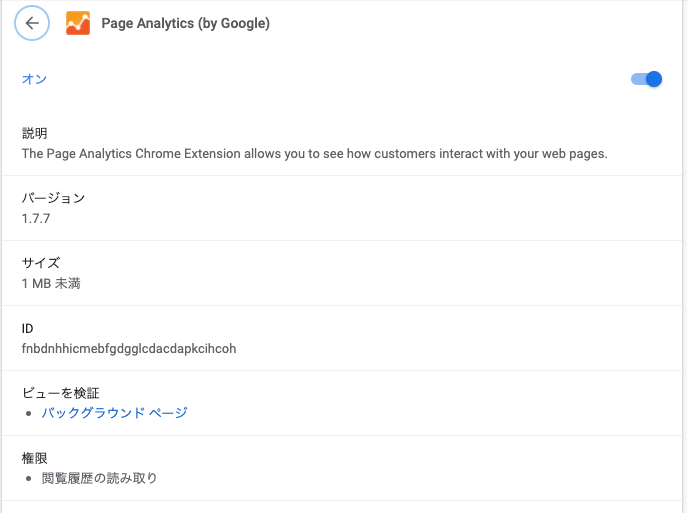 Page Analytics (by Google)
オン
説明
The Page Analytics Chrome Extension allows you to see how customers interact with your web pages.
バージョン
1.7.7
サイズ
1 MB 未満
ID
fnbdnhhicmebfgdgglcdacdapkcihcoh
ビューを検証
• バックグラウンド ページ
権限
• 閲覧履歴の読み取り